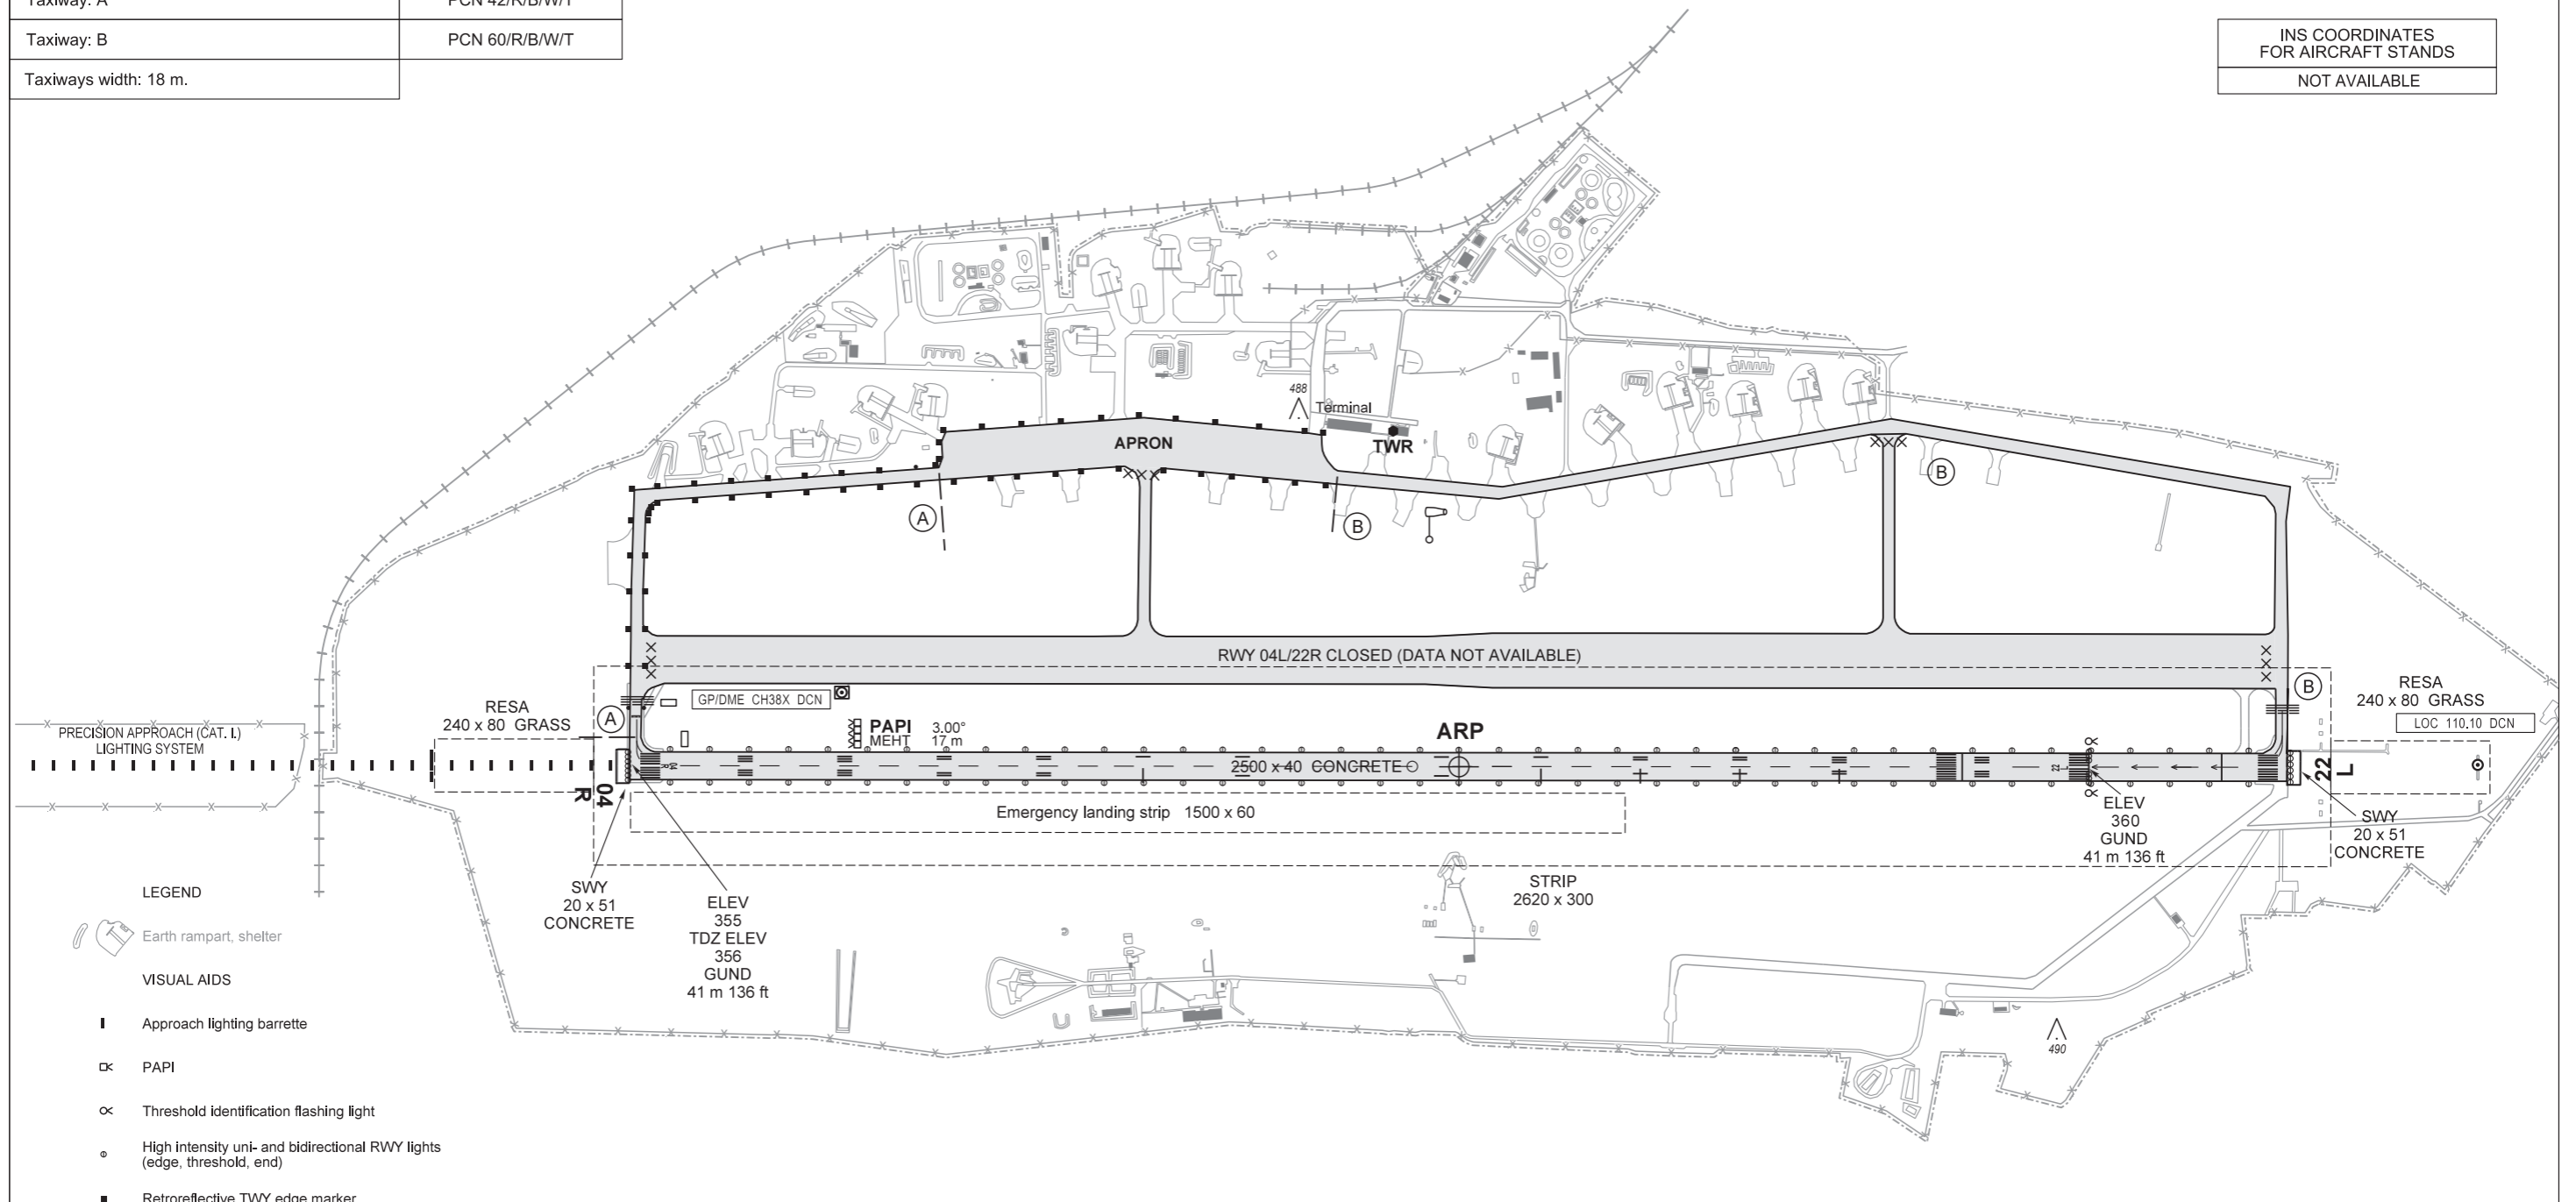 Taxiway: A PCN 42/R/B/W/T
Taxiway: B PCN 60/R/B/W/T
Taxiways width: 18 m.
INS COORDINATES
FOR AIRCRAFT STANDS
NOT AVAILABLE
488
Terminal
APRON
TWR
A
B
B
RWY 04L/22R CLOSED (DATA NOT AVAILABLE)
RESA
240 x 80 GRASS
A
GP/DME CH38X DCN
B
RESA
240 x 80 GRASS
LOC 110.10 DCN
PRECISION APPROACH (CAT. I.)
LIGHTING SYSTEM
PAPI 3.00°
MEHT 17 m
ARP
2500 x 40 CONCRETE
04
R
04
R
22
L
22
L
Emergency landing strip 1500 x 60
ELEV
360
GUND
41 m 136 ft
SWY
20 x 51
CONCRETE
SWY
20 x 51
CONCRETE
ELEV
355
TDZ ELEV
356
GUND
41 m 136 ft
STRIP
2620 x 300
490
LEGEND
Earth rampart, shelter
VISUAL AIDS
Approach lighting barrette
PAPI
Threshold identification flashing light
High intensity uni- and bidirectional RWY lights
(edge, threshold, end)
Retroreflective TWY edge marker